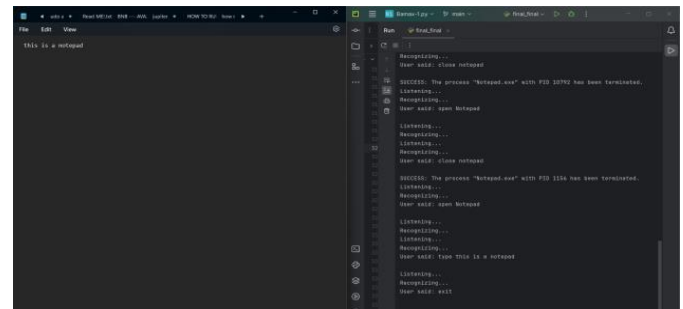 File Edit View
this is a notepad
main
final_final
Run final_final
Recognizing...
User said: close notepad
SUCCESS: The process "Notepad.exe" with PID 10792 has been terminated.
Listening...
Recognizing...
User said: open Notepad
Listening...
Recognizing...
Listening...
Recognizing...
User said: close notepad
SUCCESS: The process "Notepad.exe" with PID 1156 has been terminated.
Listening...
Recognizing...
User said: open Notepad
Listening...
Recognizing...
Listening...
Recognizing...
User said: type this is a notepad
Listening...
Recognizing...
User said: exit